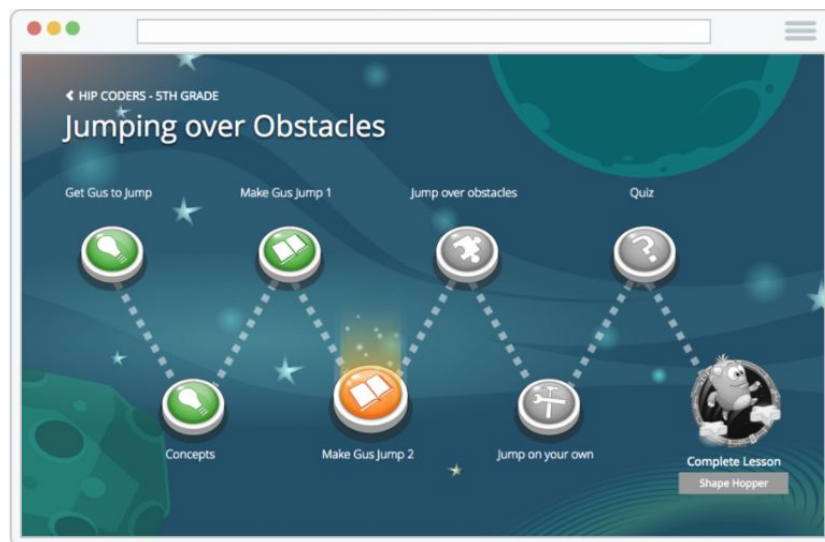 HIP CODERS - 5TH GRADE
Jumping over Obstacles
Get Gus to Jump
Make Gus Jump 1
Jump over obstacles
Quiz
Concepts
Make Gus Jump 2
Jump on your own
Complete Lesson
Shape Hopper